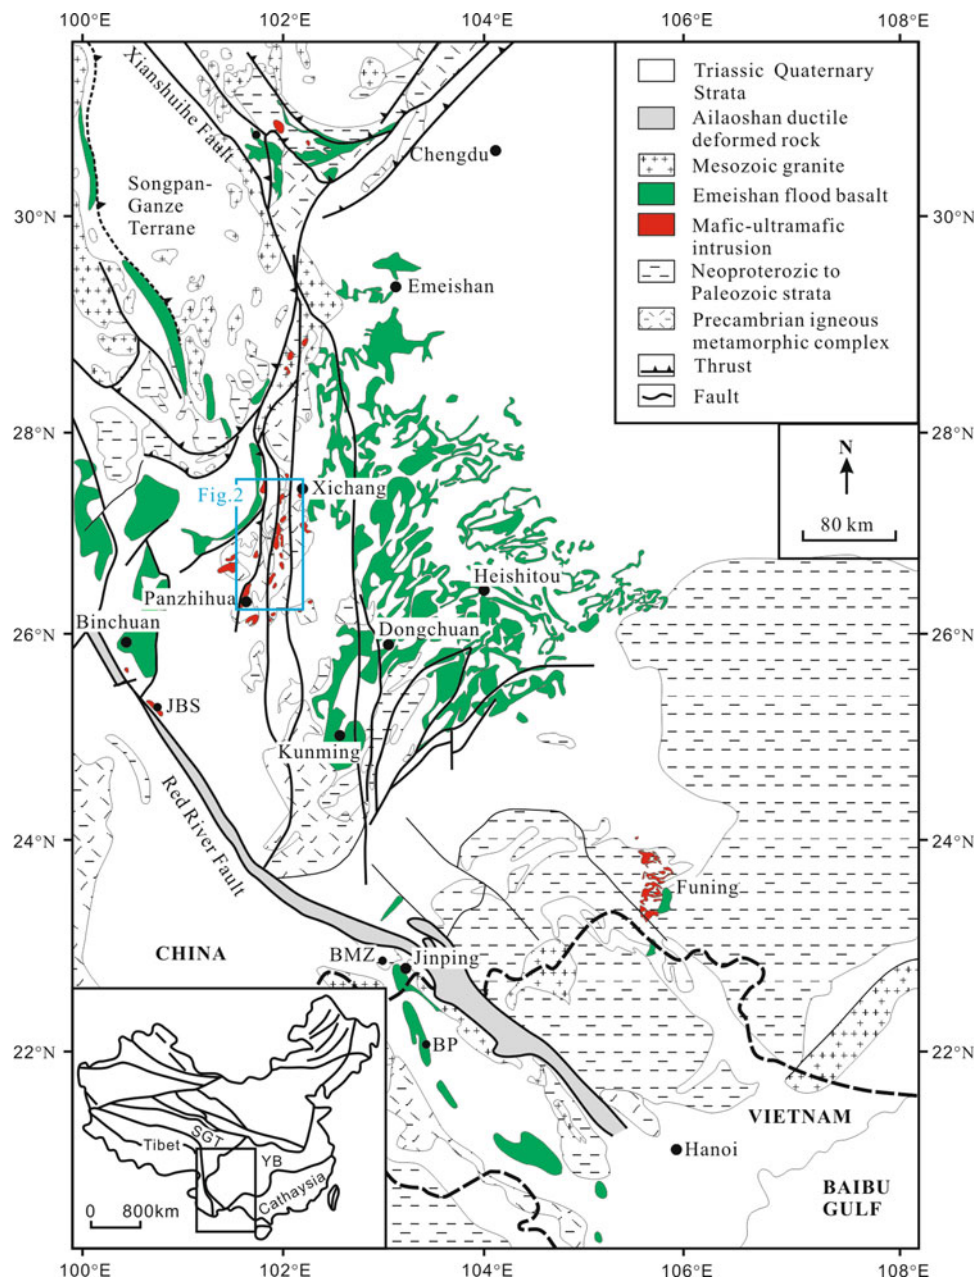 100°E 102°E 104°E 106°E 108°E
Xianshuihe Fault
Chengdu
Songpan-
Ganze
Terrane
30°N
30°N
Emeishan
Triassic Quaternary
Strata
Ailaoshan ductile
deformed rock
Mesozoic granite
Emeishan flood basalt
Mafic-ultramafic
intrusion
Neoproterozic to
Paleozoic strata
Precambrian igneous
metamorphic complex
Thrust
Fault
28°N
28°N
N
80 km
Fig.2
Xichang
Heishitou
Panzhihua
Binchuan
Dongchuan
26°N
26°N
JBS
Kunming
Red River Fault
24°N
24°N
Funing
CHINA
BMZ
Jinping
22°N
22°N
BP
VIETNAM
Hanoi
BAIBU
GULF
SGT
Tibet
YB
Cathaysia
0 800km
100°E 102°E 104°E 106°E 108°E